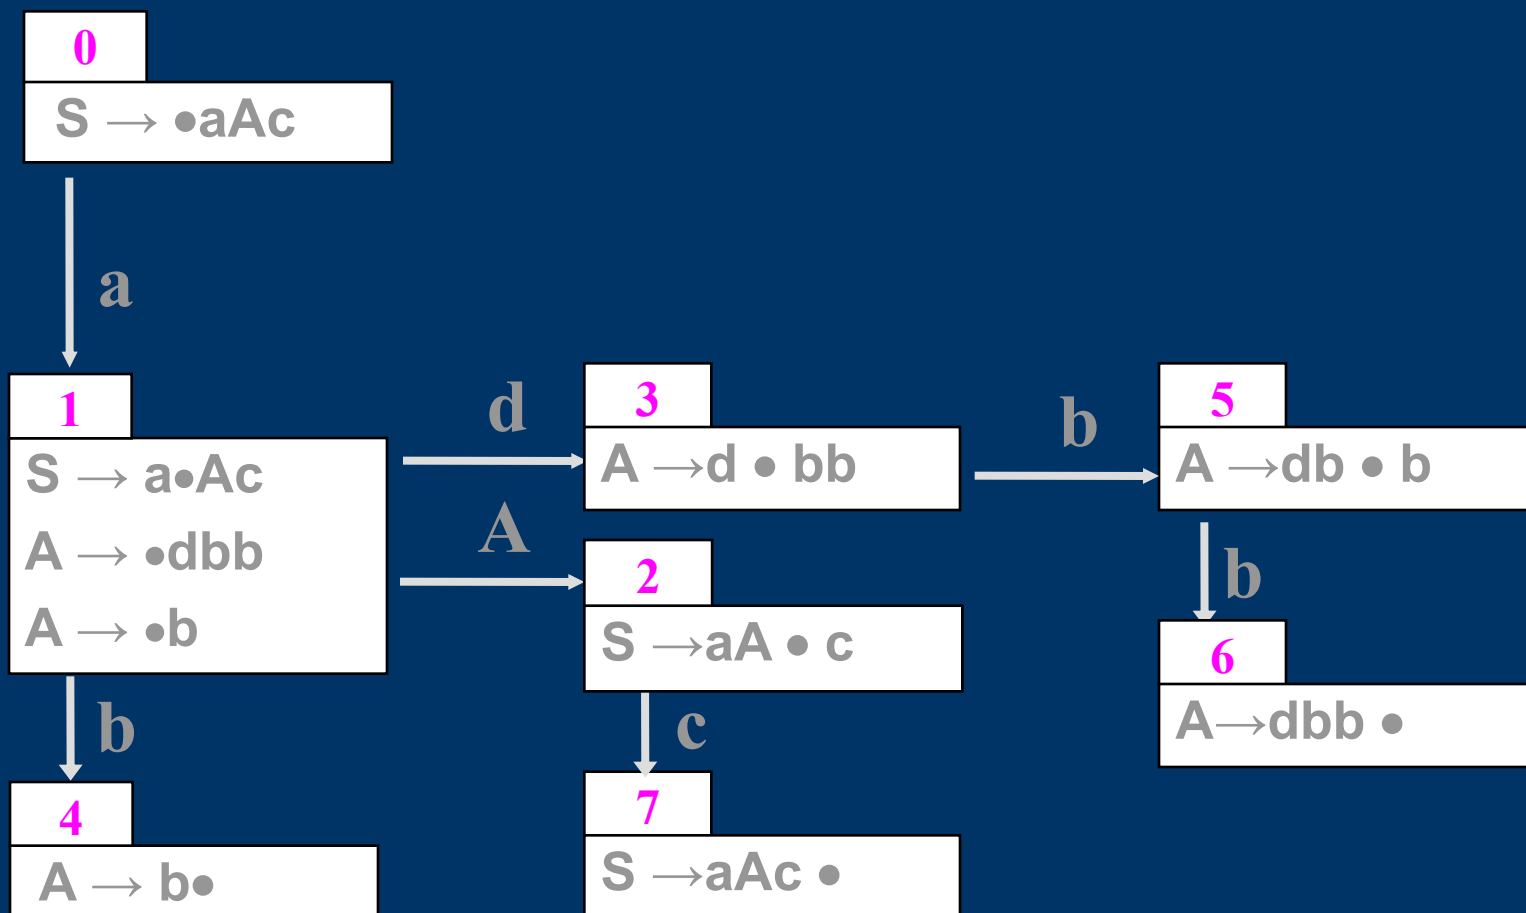 0
S → •aAc
a
1
S → a•Ac
A → •dbb
A → •b
d
3
A →d • bb
b
5
A →db • b
A
2
S →aA • c
b
6
A→dbb •
b
4
A → b•
c
7
S →aAc •